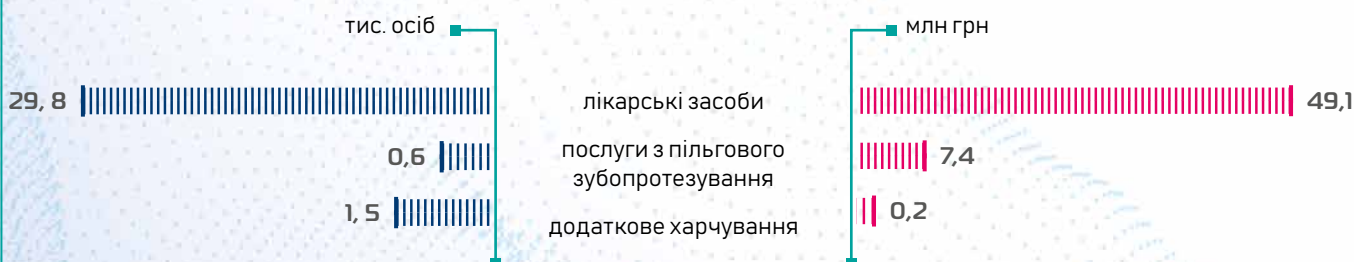 тис. осіб
млн грн
29, 8
лікарські засоби
49,1
0,6
послуги з пільгового
зубопротезування
7,4
1, 5
додаткове харчування
0,2